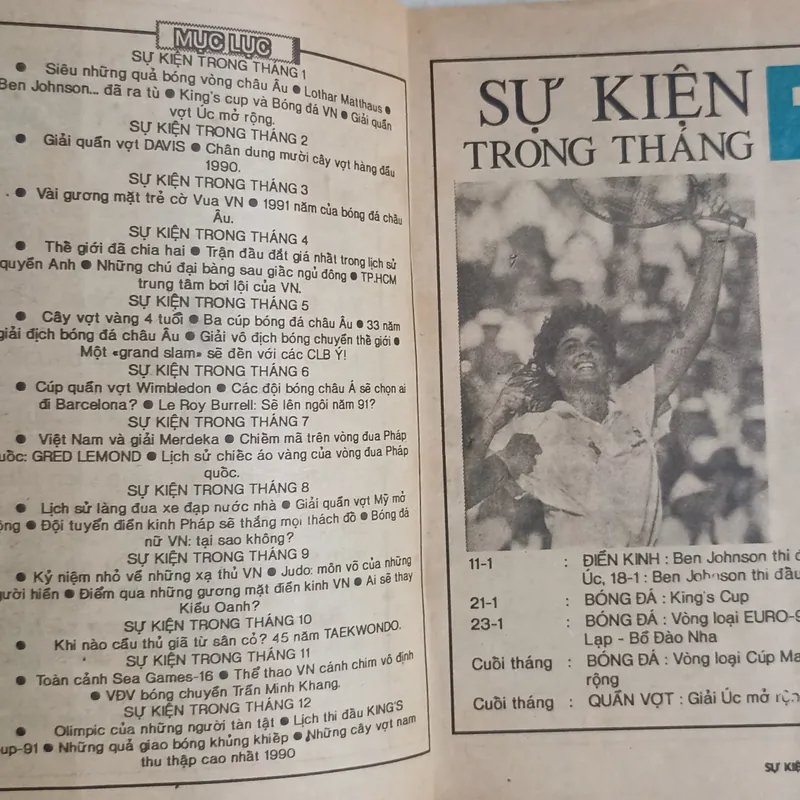 MỤC LỤC
SỰ KIỆN TRONG THÁNG 1
● Siêu những quả bóng vòng châu Âu ● Lothar Matthaus ●
Ben Johnson... đã ra tù ● King's cup và Bóng đá VN ● Giải quần
vợt Úc mở rộng.
SỰ KIỆN TRONG THÁNG 2
● Giải quần vợt DAVIS ● Chân dung mười cây vợt hàng đầu
1990.
SỰ KIỆN TRONG THÁNG 3
● Vài gương mặt trẻ cờ Vua VN ● 1991 năm của bóng đá châu
Âu.
SỰ KIỆN TRONG THÁNG 4
● Thề giới đã chia hai ● Trận đầu đắt giá nhất trong lịch sử
quyền Anh ● Những chú đại bàng sau giấc ngủ đông ● TP.HCM
trung tâm bơi lội của VN.
SỰ KIỆN TRONG THÁNG 5
● Cây vợt vàng 4 tuổi ● Ba cúp bóng đá châu Âu ● 33 năm
giải địch bóng đá châu Âu ● Giải vô địch bóng chuyền thề giới ●
Một «grand slam» sẽ đền với các CLB Ý!
SỰ KIỆN TRONG THÁNG 6
● Cúp quần vợt Wimbledon ● Các đội bóng châu Á sẽ chọn ai
đi Barcelona? ● Le Roy Burrell: Sẽ lên ngôi năm 91?
SỰ KIỆN TRONG THÁNG 7
● Việt Nam và giải Merdeka ● Chiềm mã trên vòng đua Pháp
uốc: GRED LEMOND ● Lịch sử chiếc áo vàng của vòng đua Pháp
quốc.
SỰ KIỆN TRONG THÁNG 8
● Lịch sử làng đua xe đạp nước nhà ● Giải quần vợt Mỹ mở
ộng ● Đội tuyển điền kinh Pháp sẽ thắng mọi thách đồ ● Bóng đá
nữ VN: tại sao không?
SỰ KIỆN TRONG THÁNG 9
● Kỷ niệm nhỏ về những xạ thủ VN ● Judo: môn võ của những
gười hiền ● Điểm qua những gương mặt điền kinh VN ● Ai sẽ thay
Kiều Oanh?
SỰ KIỆN TRONG THÁNG 10
● Khi nào cầu thủ giã từ sân cỏ? 45 năm TAEKWONDO.
SỰ KIỆN TRONG THÁNG 11
● Toàn cảnh Sea Games-16 ● Thể thao VN cánh chim vô định
● VĐV bóng chuyền Trần Minh Khang.
SỰ KIỆN TRONG THÁNG 12
● Olimpic của những người tàn tật ● Lịch thi đầu KING'S
up-91 ● Những quả giao bóng khủng khiếp ● Những cây vợt nam
thu thập cao nhất 1990
SỰ KIỆN
TRONG THÁNG
11-1 : ĐIỀN KINH : Ben Johnson thi
Úc, 18-1 : Ben Johnson thi đầu
21-1 : BÓNG ĐÁ : King's Cup
23-1 : BÓNG ĐÁ : Vòng loại EURO-9
Lạp - Bồ Đào Nha
Cuồi tháng : BÓNG ĐÁ : Vòng loại Cúp Ma
rộng
Cuồi tháng : QUẦN VỢT : Giải Úc mở rộng
SỰ KIỆ